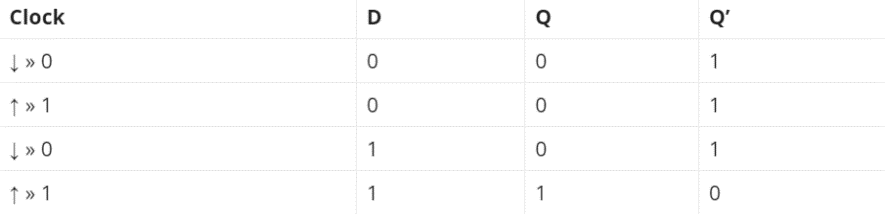 Clock D Q Q’
↓ » 0 0 0 1
↑ » 1 0 0 1
↓ » 0 1 0 1
↑ » 1 1 1 0